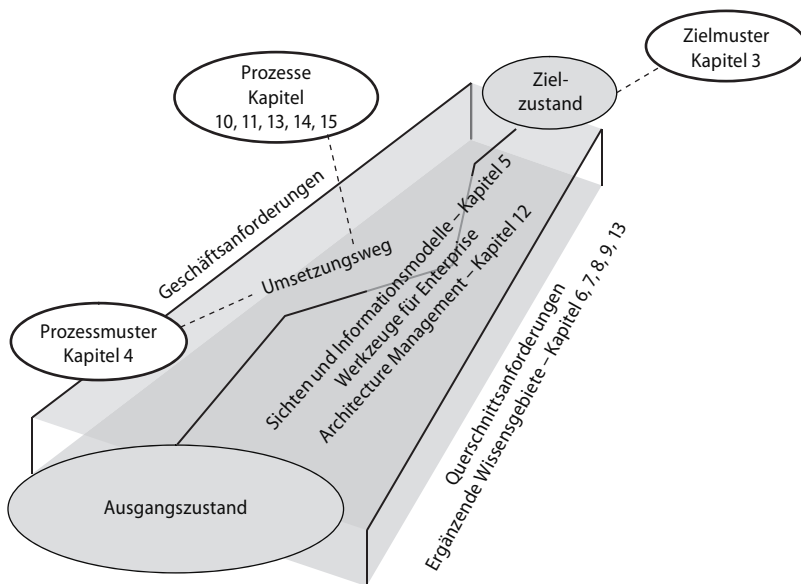 Zielmuster
Kapitel 3
Ziel-
zustand
Prozesse
Kapitel
10, 11, 13, 14, 15
Geschäftsanforderungen
Umsetzungsweg
Prozessmuster
Kapitel 4
Sichten und Informationsmodelle – Kapitel 5
Werkzeuge für Enterprise
Architecture Management – Kapitel 12
Querschnittsanforderungen
Ergänzende Wissensgebiete – Kapitel 6, 7, 8, 9, 13
Ausgangszustand